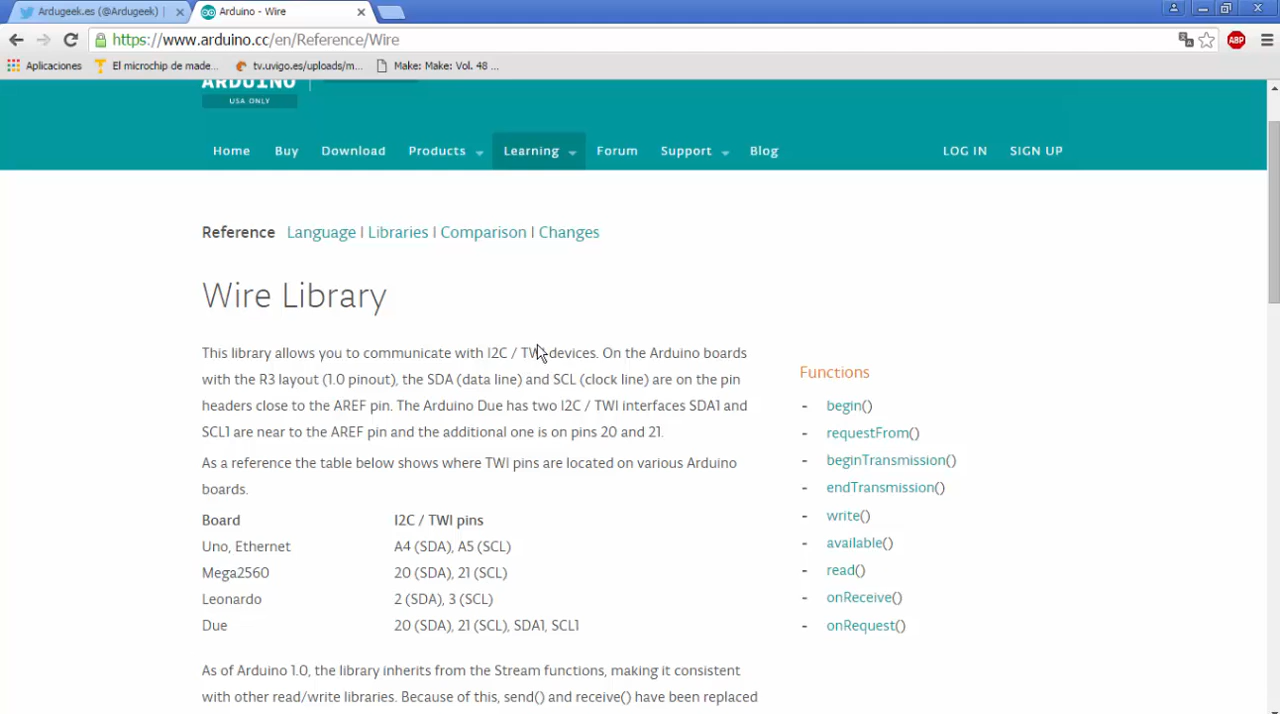 Ardugeek.es (@Ardugeek) |
Arduino - Wire
https://www.arduino.cc/en/Reference/Wire
ABP
Aplicaciones
El microchip de made...
tv.uvigo.es/uploads/m...
Make: Make: Vol. 48 ...
ARDUINO
USA ONLY
Home
Buy
Download
Products
Learning
Forum
Support
Blog
LOG IN
SIGN UP
Reference Language | Libraries | Comparison | Changes
Wire Library
This library allows you to communicate with I2C / TWI devices. On the Arduino boards
with the R3 layout (1.0 pinout), the SDA (data line) and SCL (clock line) are on the pin
headers close to the AREF pin. The Arduino Due has two I2C / TWI interfaces SDA1 and
SCL1 are near to the AREF pin and the additional one is on pins 20 and 21.
As a reference the table below shows where TWI pins are located on various Arduino
boards.
Board I2C / TWI pins
Uno, Ethernet A4 (SDA), A5 (SCL)
Mega2560 20 (SDA), 21 (SCL)
Leonardo 2 (SDA), 3 (SCL)
Due 20 (SDA), 21 (SCL), SDA1, SCL1
As of Arduino 1.0, the library inherits from the Stream functions, making it consistent
with other read/write libraries. Because of this, send() and receive() have been replaced
Functions
- begin()
- requestFrom()
- beginTransmission()
- endTransmission()
- write()
- available()
- read()
- onReceive()
- onRequest()